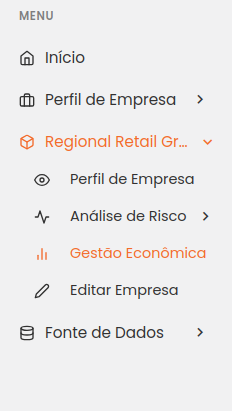 MENU
Início
Perfil de Empresa
Regional Retail Gr...
Perfil de Empresa
Análise de Risco
Gestão Econômica
Editar Empresa
Fonte de Dados